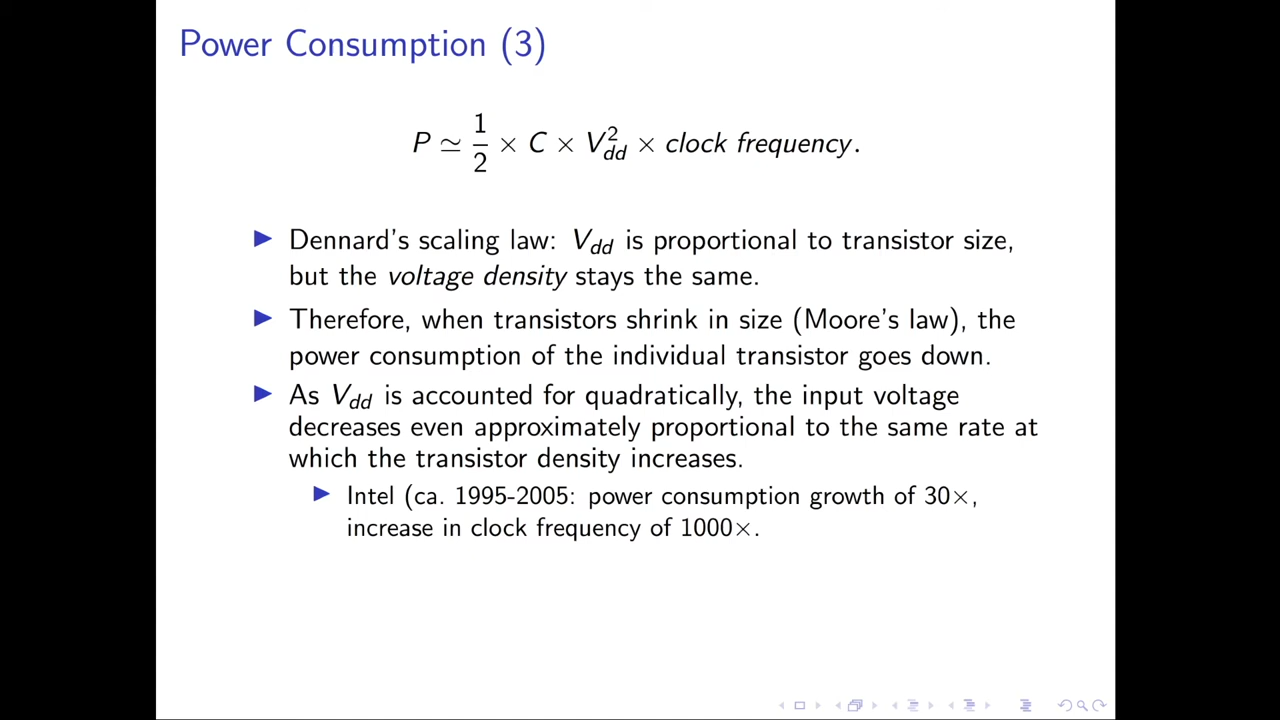 Power Consumption (3)
P ≃ 1/2 × C × V_dd^2 × clock frequency.
▶ Dennard's scaling law: V_dd is proportional to transistor size,
but the voltage density stays the same.
▶ Therefore, when transistors shrink in size (Moore's law), the
power consumption of the individual transistor goes down.
▶ As V_dd is accounted for quadratically, the input voltage
decreases even approximately proportional to the same rate at
which the transistor density increases.
▶ Intel (ca. 1995-2005: power consumption growth of 30×,
increase in clock frequency of 1000×.